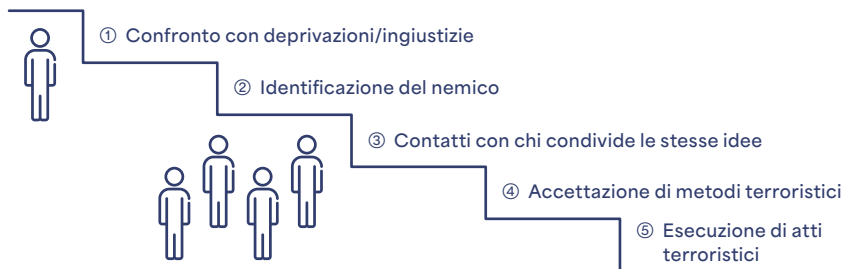 ① Confronto con deprivazioni/ingiustizie
② Identificazione del nemico
③ Contatti con chi condivide le stesse idee
④ Accettazione di metodi terroristici
⑤ Esecuzione di atti
terroristici